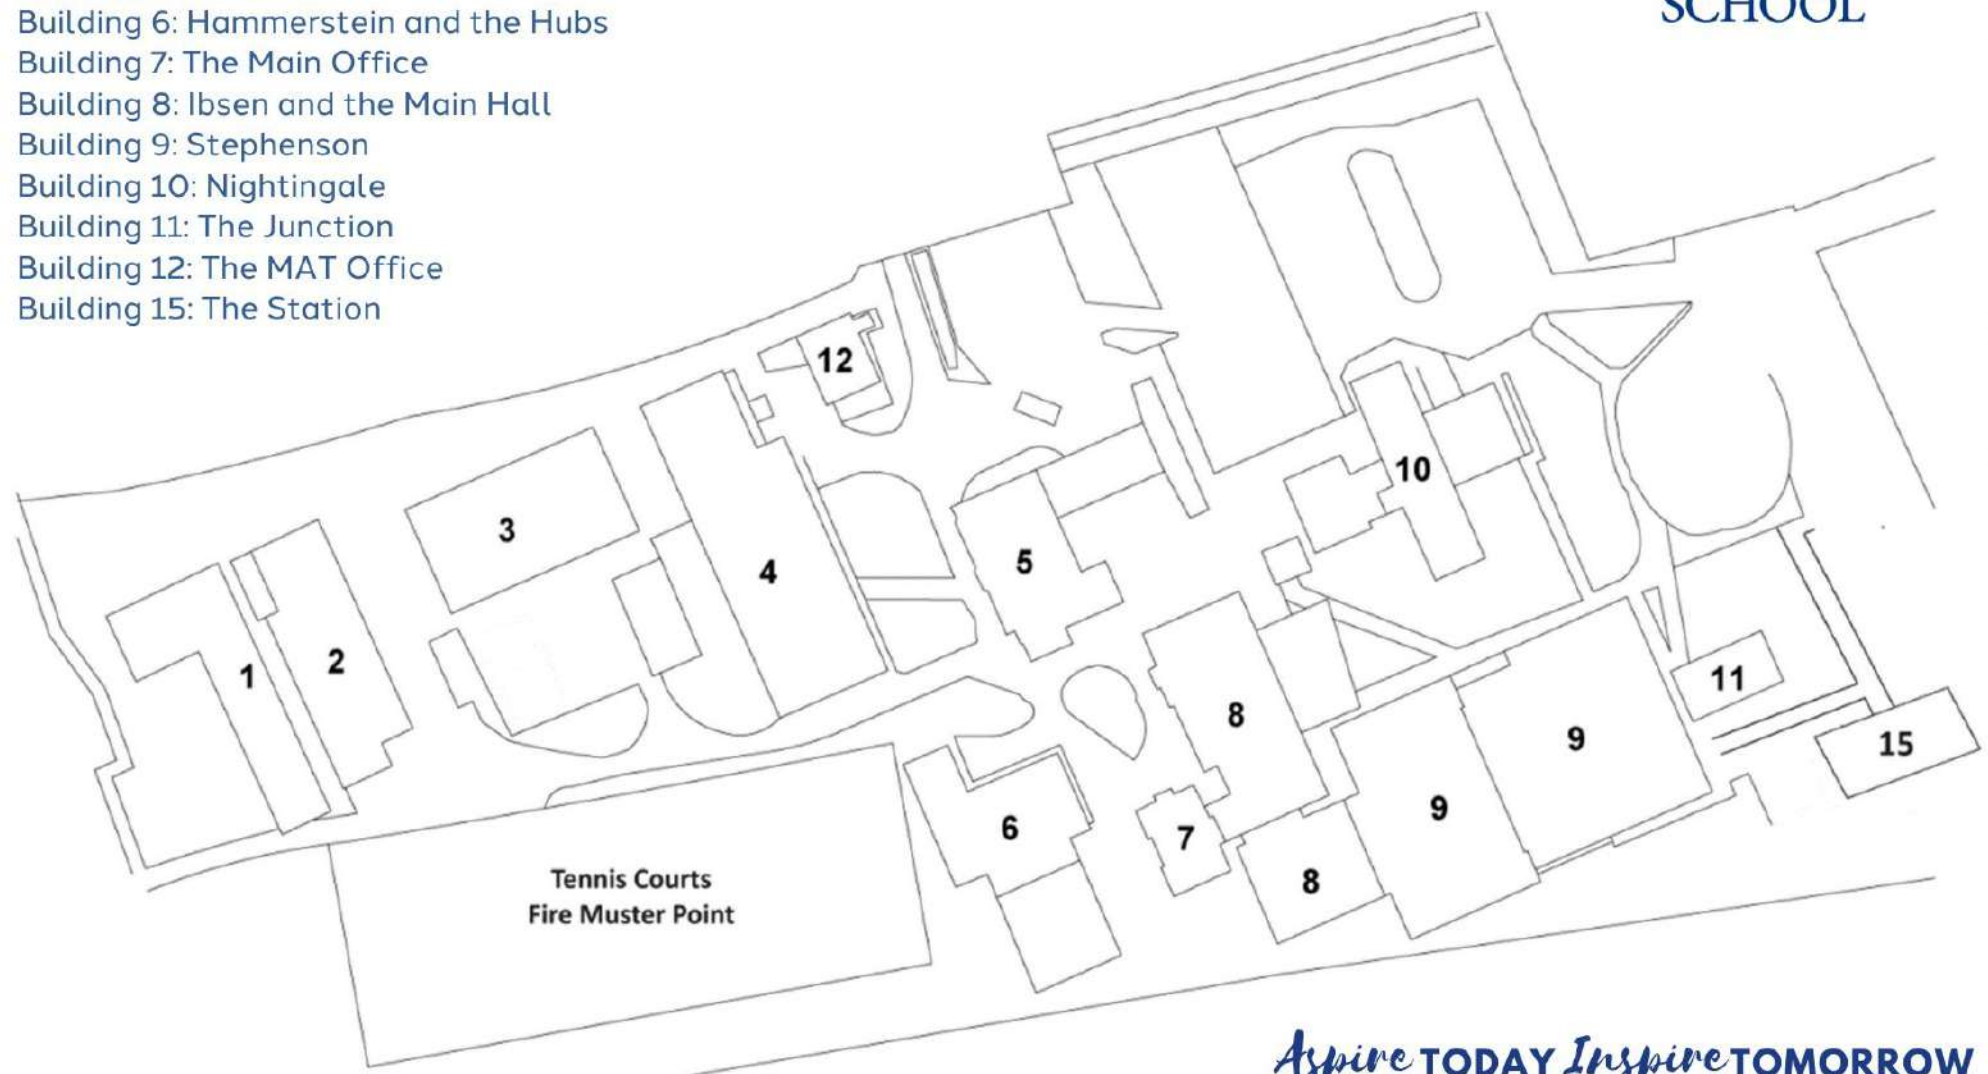 SCHOOL
Building 6: Hammerstein and the Hubs
Building 7: The Main Office
Building 8: Ibsen and the Main Hall
Building 9: Stephenson
Building 10: Nightingale
Building 11: The Junction
Building 12: The MAT Office
Building 15: The Station
12
3
10
4
5
1
2
11
8
9
15
6
9
7
8
Tennis Courts
Fire Muster Point
Aspire TODAY Inspire TOMORROW